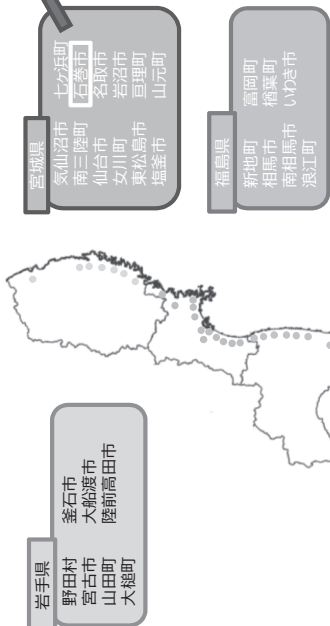 岩手県
野田村 釜石市
宮古市 大船渡市
山田町 陸前高田市
大槌町
宮城県
気仙沼市 七ヶ浜町
南三陸町 石巻市
仙台市 名取市
女川町 岩沼市
東松島市 亘理町
塩釜市 山元町
福島県
新地町 富岡町
相馬市 楢葉町
南相馬市 いわき市
浪江町